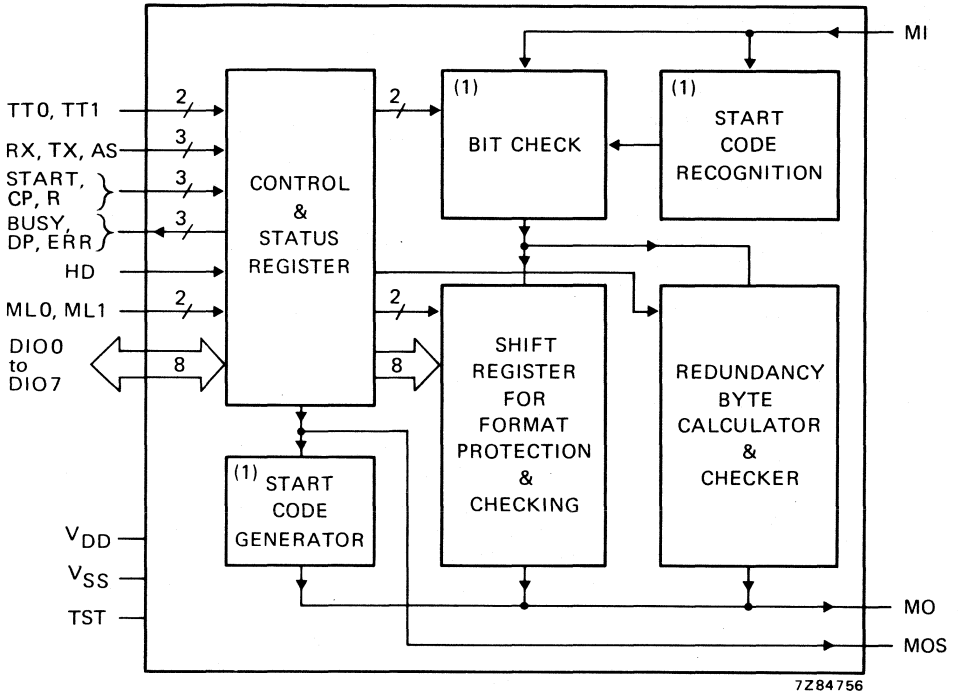 MI
TT0, TT1
2
2
(1)
BIT CHECK
(1)
START
CODE
RECOGNITION
RX, TX, AS
3
START,
CP, R
}
3
BUSY,
DP, ERR
}
3
HD
ML0, ML1
2
2
DIO0
to
DIO7
8
8
CONTROL
&
STATUS
REGISTER
SHIFT
REGISTER
FOR
FORMAT
PROTECTION
&
CHECKING
REDUNDANCY
BYTE
CALCULATOR
&
CHECKER
(1)
START
CODE
GENERATOR
VDD
VSS
TST
MO
MOS
7Z84756